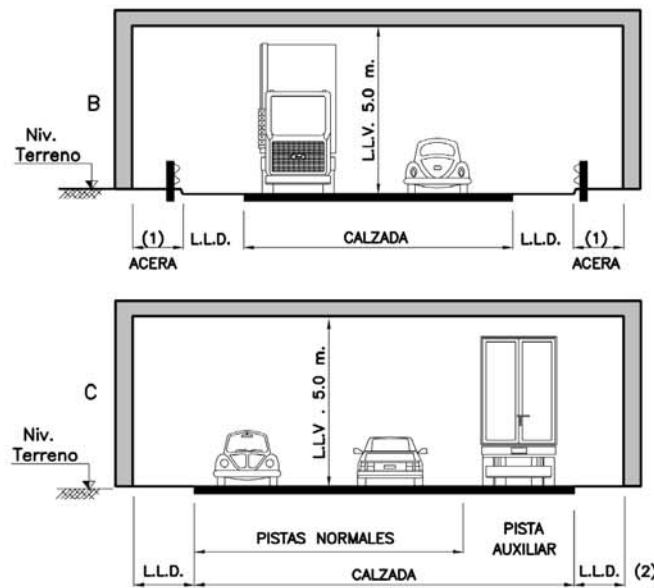 B
L.L.V. 5.0 m.
Niv.
Terreno
(1) L.L.D. CALZADA L.L.D. (1)
ACERA ACERA
C
L.L.V . 5.0 m.
Niv.
Terreno
PISTAS NORMALES PISTA
AUXILIAR
L.L.D. CALZADA L.L.D. (2)